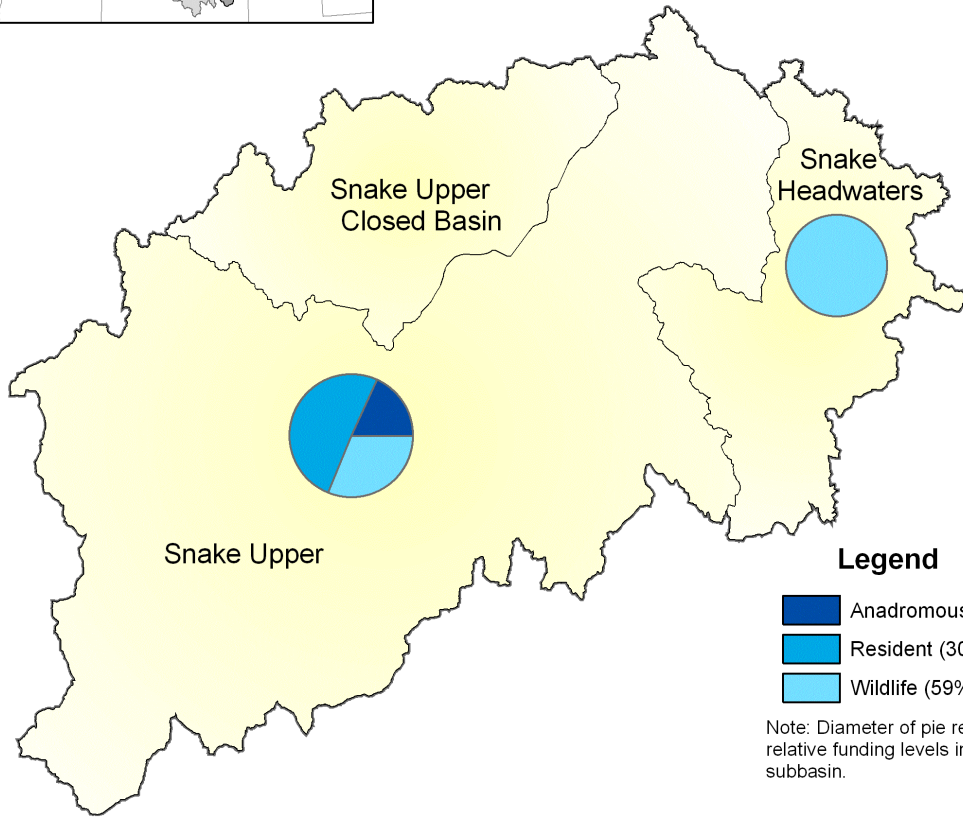 Snake
Headwaters
Snake Upper
Closed Basin
Snake Upper
Legend
Anadromous
Resident (30
Wildlife (59%
Note: Diameter of pie re
relative funding levels in
subbasin.